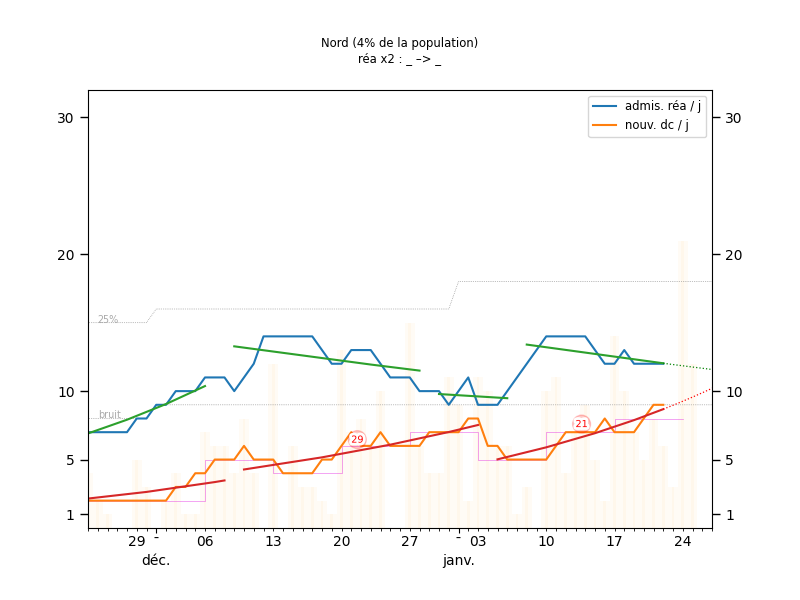 Nord (4% de la population)
réa x2 : _ –> _
admis. réa / j
nouv. dc / j
30 30
20 20
25%
10 10
bruit
29 21
5 5
1 1
29 - 06 13 20 27 - 03 10 17 24
déc. janv.